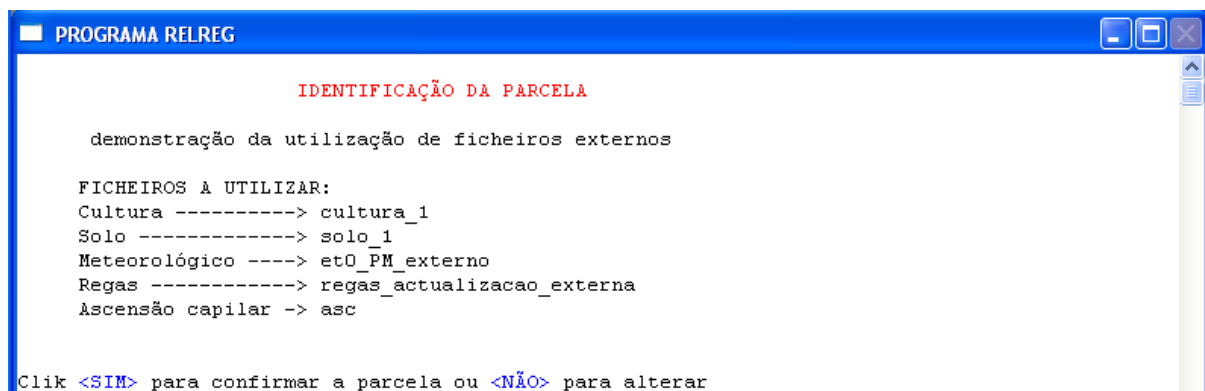 PROGRAMA RELREG
IDENTIFICAÇÃO DA PARCELA
demonstração da utilização de ficheiros externos
FICHEIROS A UTILIZAR:
Cultura ----------> cultura_1
Solo -------------> solo_1
Meteorológico ----> et0_PM_externo
Regas ------------> regas_actualizacao_externa
Ascensão capilar -> asc
Clik <SIM> para confirmar a parcela ou <NÃO> para alterar